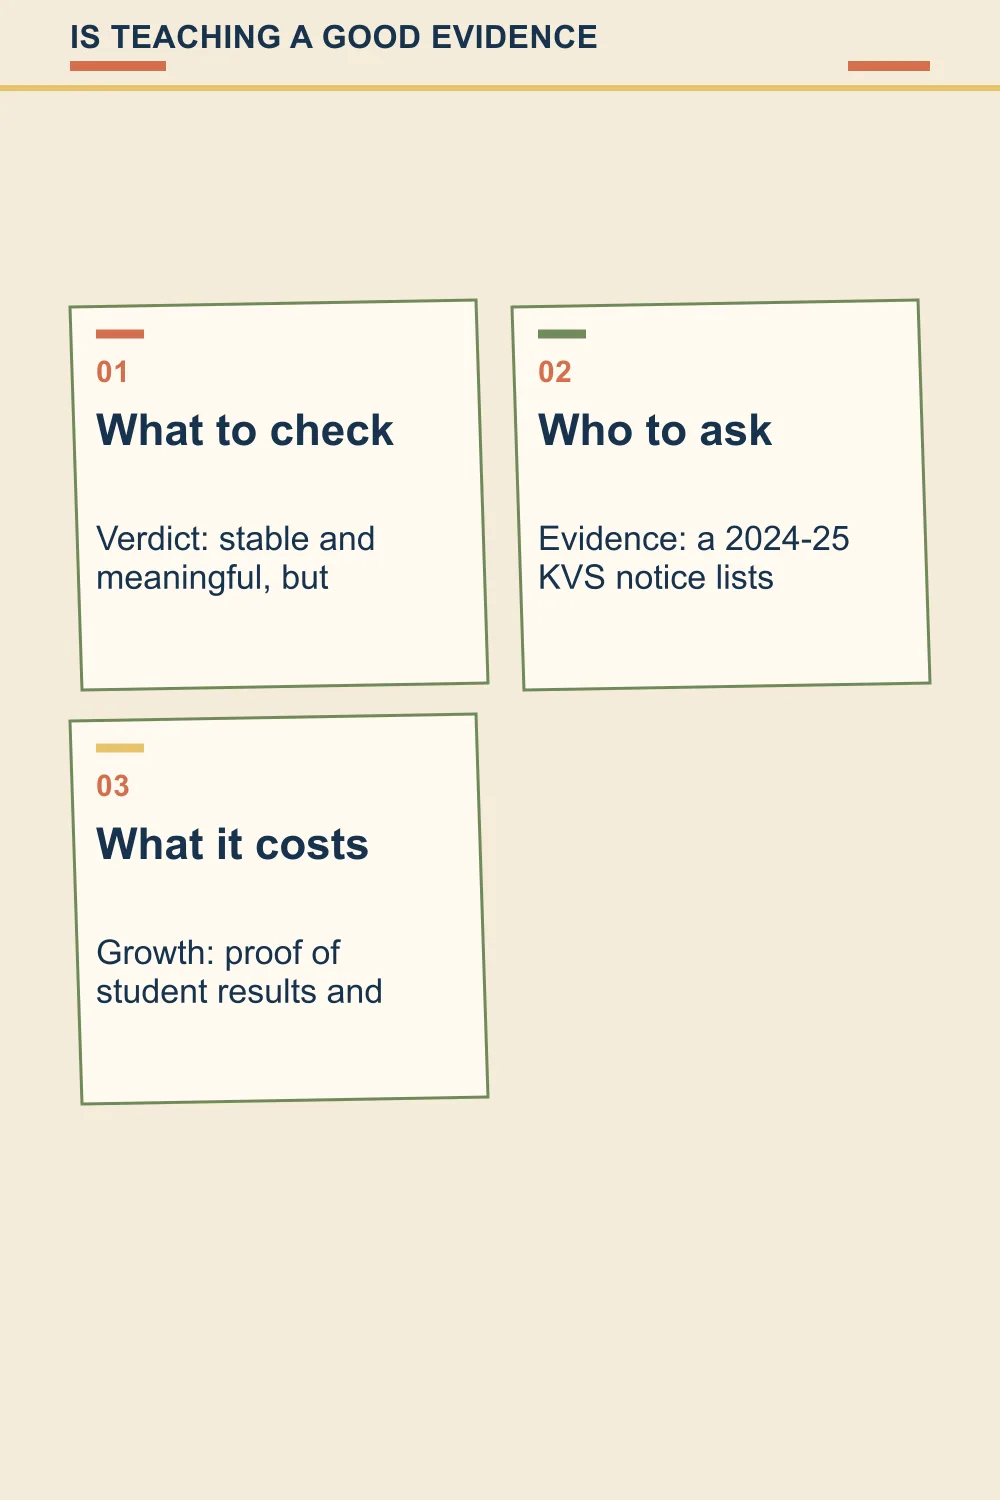 IS TEACHING A GOOD EVIDENCE
01
What to check
Verdict: stable and
meaningful, but
02
Who to ask
Evidence: a 2024-25
KVS notice lists
03
What it costs
Growth: proof of
student results and